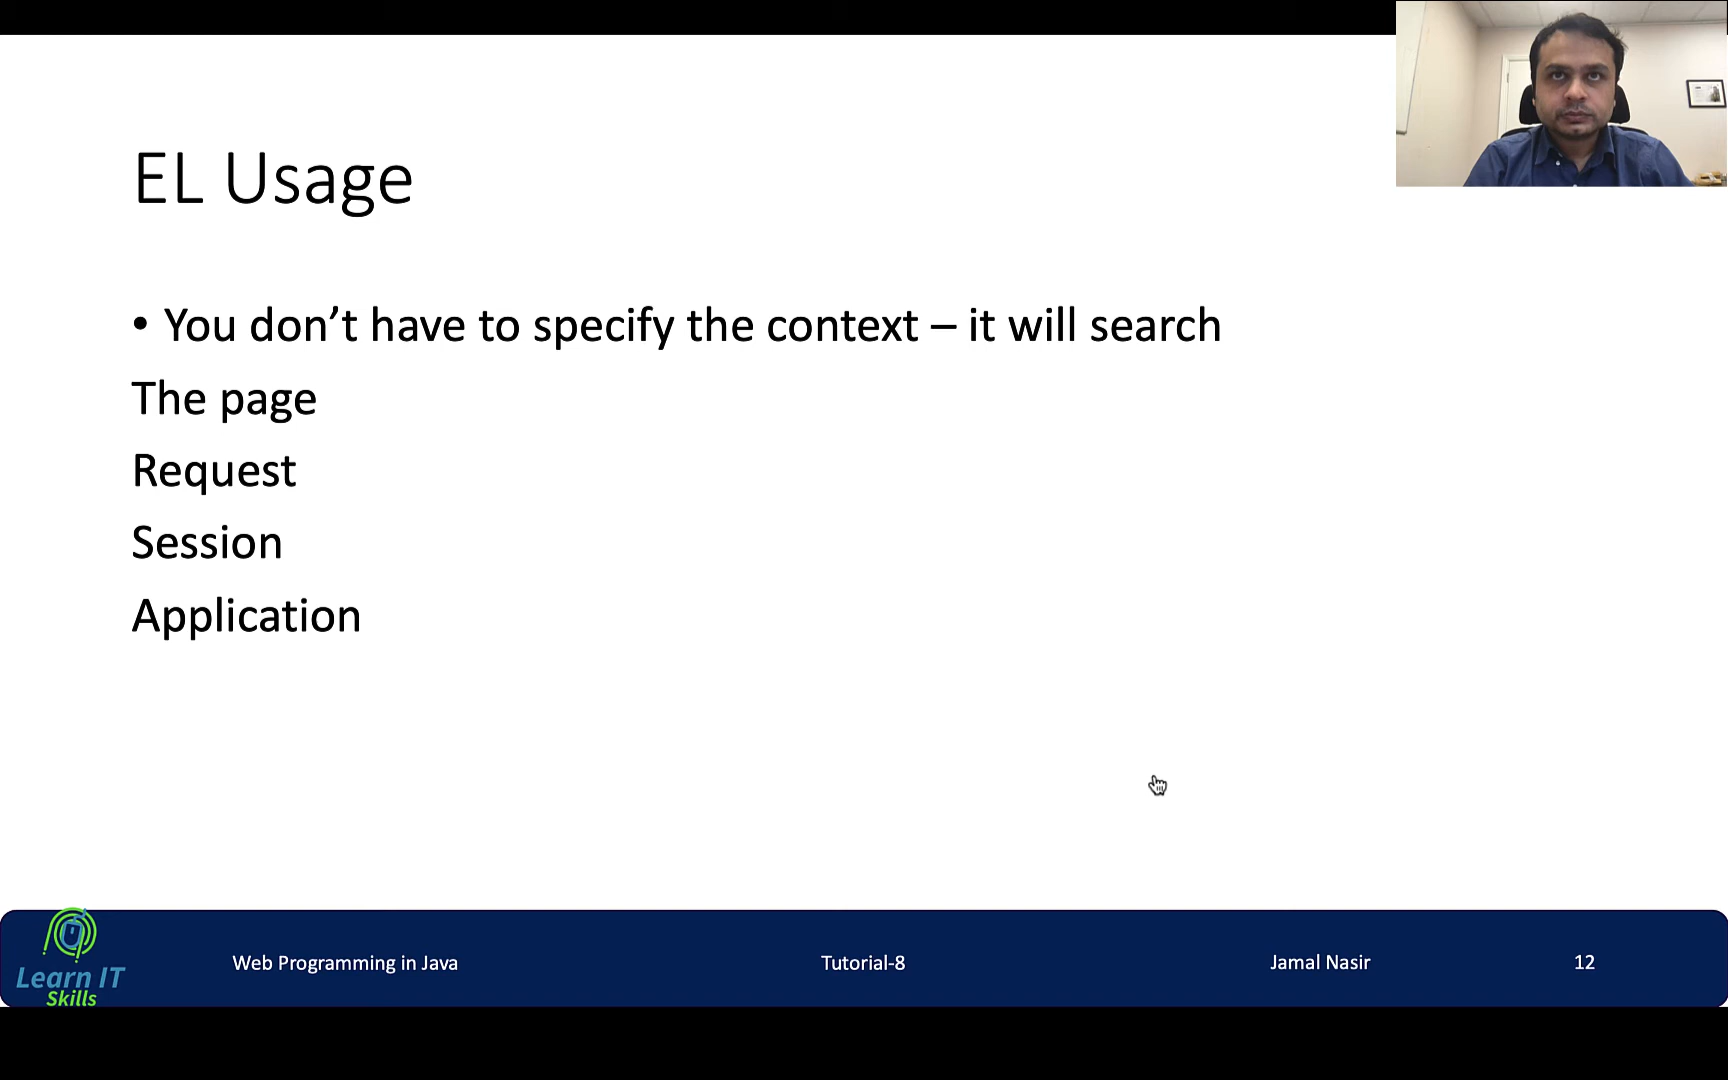 EL Usage
• You don’t have to specify the context – it will search
The page
Request
Session
Application
Learn IT
Skills
Web Programming in Java
Tutorial-8
Jamal Nasir
12